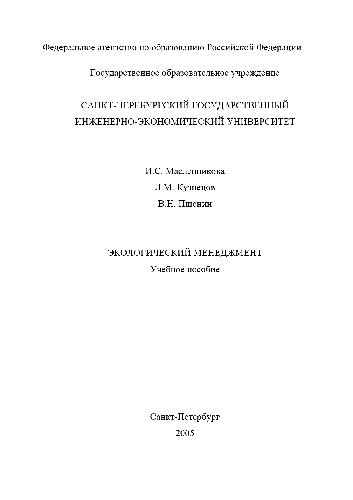 Федеральное агентство по образованию Российской Федерации
Государственное образовательное учреждение
САНКТ-ПЕРЕБУРГСКИЙ ГОСУДАРСТВЕННЫЙ
ИНЖЕНЕРНО-ЭКОНОМИЧЕСКИЙ УНИВЕРСИТЕТ
И.С. Масленникова
Л.М. Кузнецов
В.Н. Пшенин
ЭКОЛОГИЧЕСКИЙ МЕНЕДЖМЕНТ
Учебное пособие
Санкт-Петербург
2005